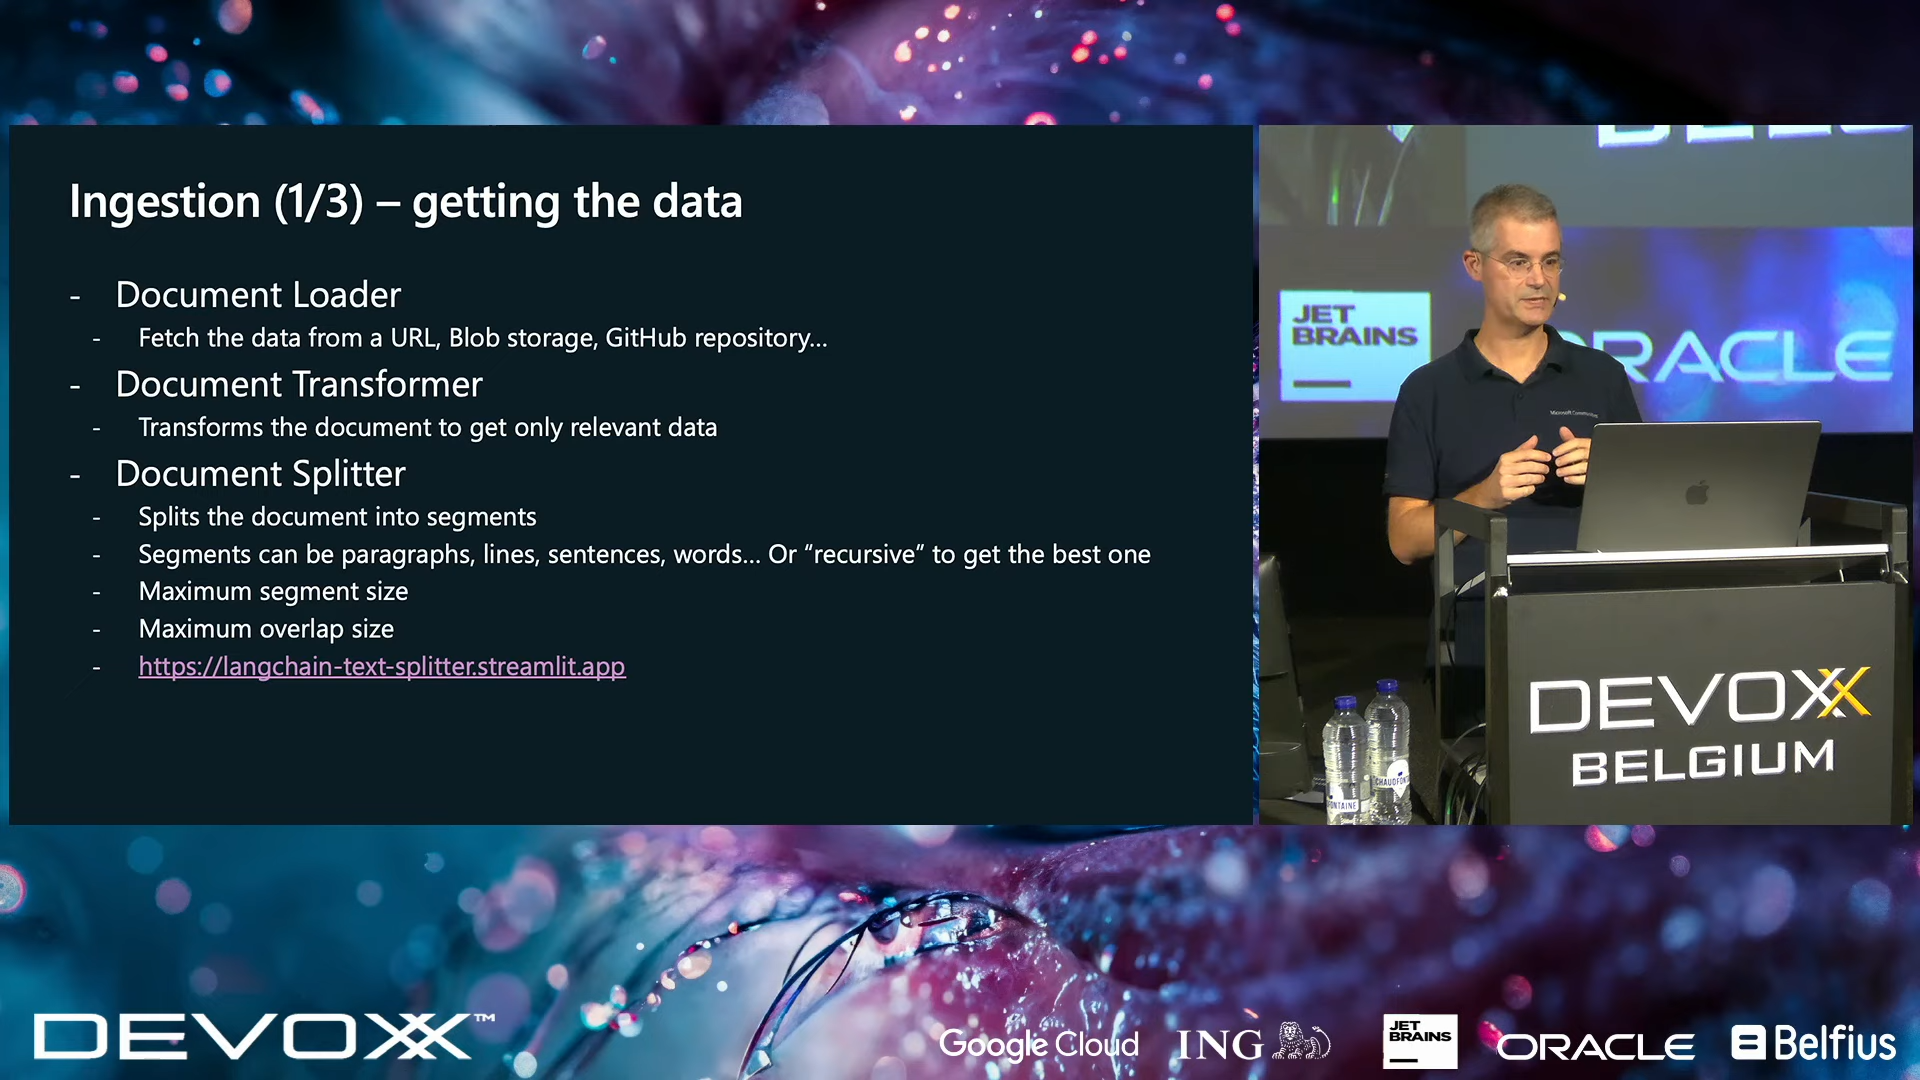 Ingestion (1/3) – getting the data
- Document Loader
- Fetch the data from a URL, Blob storage, GitHub repository...
- Document Transformer
- Transforms the document to get only relevant data
- Document Splitter
- Splits the document into segments
- Segments can be paragraphs, lines, sentences, words... Or “recursive” to get the best one
- Maximum segment size
- Maximum overlap size
- https://langchain-text-splitter.streamlit.app
JET
BRAINS
ORACLE
DEVOXX
BELGIUM
DEVOXX™
Google Cloud
ING
JET
BRAINS
ORACLE
Belfius